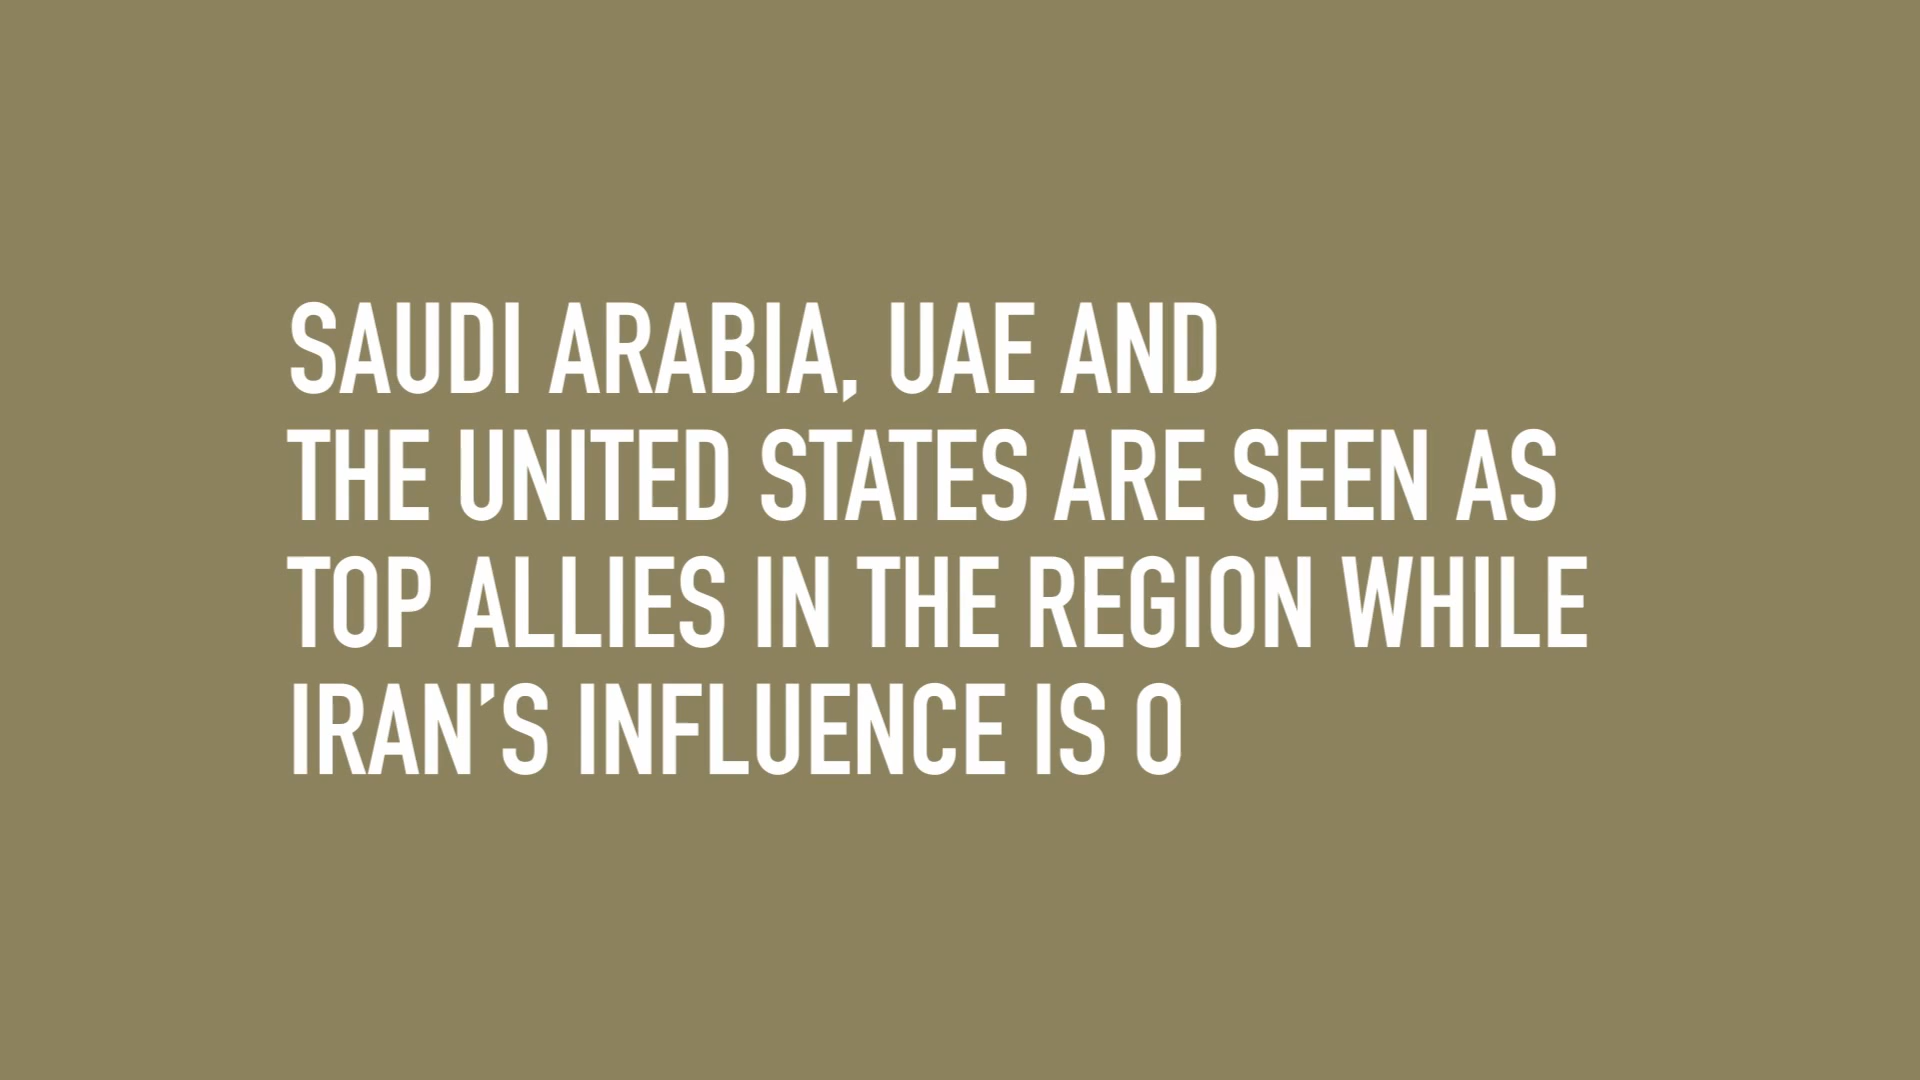 SAUDI ARABIA, UAE AND
THE UNITED STATES ARE SEEN AS
TOP ALLIES IN THE REGION WHILE
IRAN’S INFLUENCE IS O